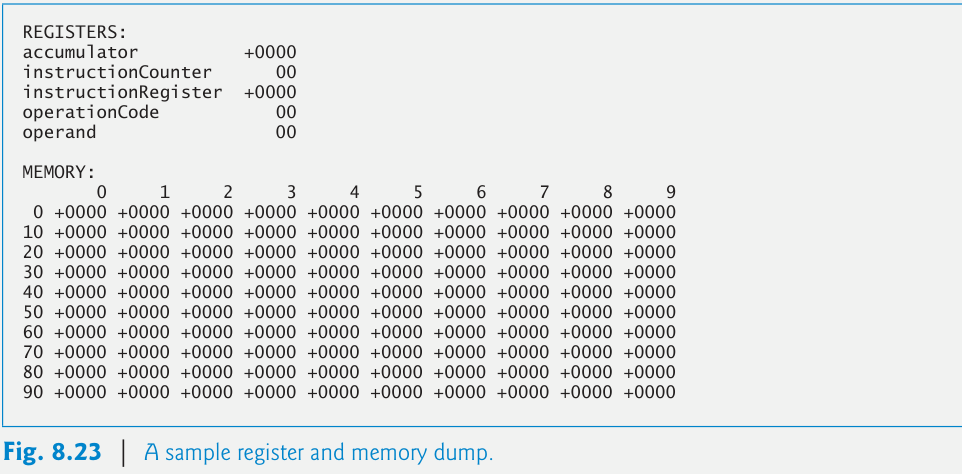 REGISTERS:
accumulator          +0000
instructionCounter      00
instructionRegister  +0000
operationCode           00
operand                 00
MEMORY:
       0     1     2     3     4     5     6     7     8     9
 0 +0000 +0000 +0000 +0000 +0000 +0000 +0000 +0000 +0000 +0000
10 +0000 +0000 +0000 +0000 +0000 +0000 +0000 +0000 +0000 +0000
20 +0000 +0000 +0000 +0000 +0000 +0000 +0000 +0000 +0000 +0000
30 +0000 +0000 +0000 +0000 +0000 +0000 +0000 +0000 +0000 +0000
40 +0000 +0000 +0000 +0000 +0000 +0000 +0000 +0000 +0000 +0000
50 +0000 +0000 +0000 +0000 +0000 +0000 +0000 +0000 +0000 +0000
60 +0000 +0000 +0000 +0000 +0000 +0000 +0000 +0000 +0000 +0000
70 +0000 +0000 +0000 +0000 +0000 +0000 +0000 +0000 +0000 +0000
80 +0000 +0000 +0000 +0000 +0000 +0000 +0000 +0000 +0000 +0000
90 +0000 +0000 +0000 +0000 +0000 +0000 +0000 +0000 +0000 +0000
Fig. 8.23 | A sample register and memory dump.